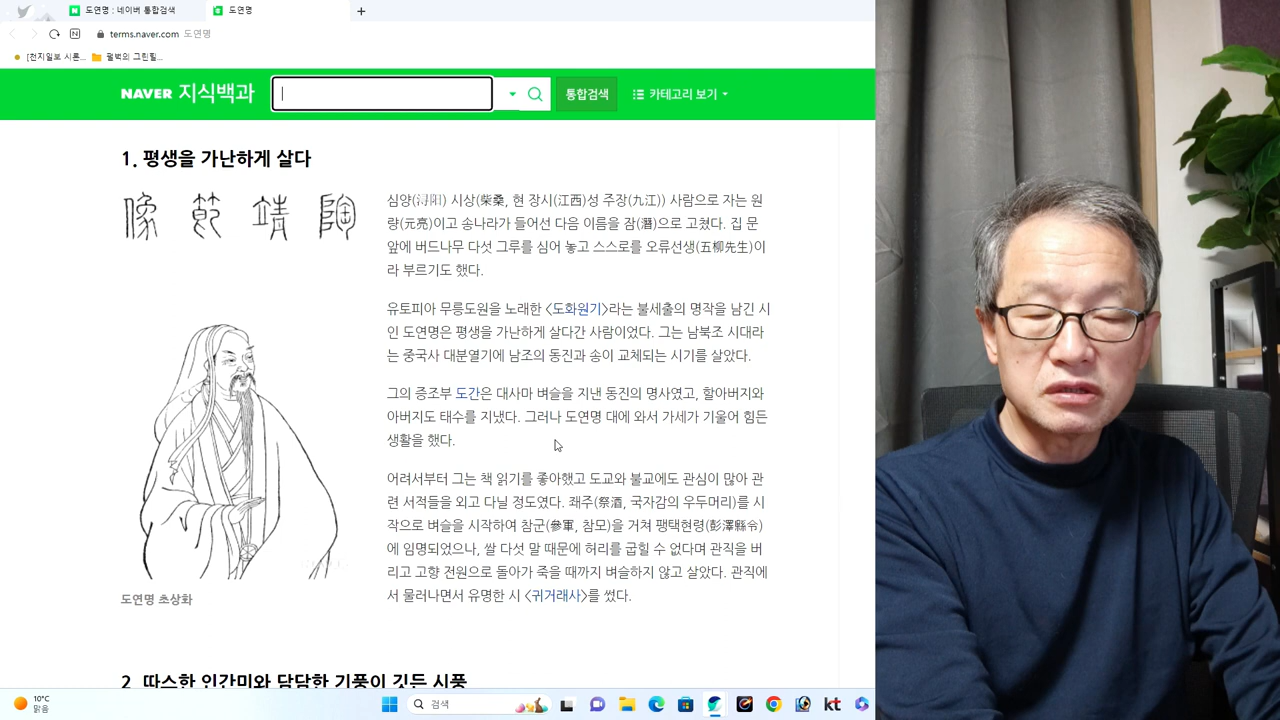 도연명 : 네이버 통합검색
도연명
terms.naver.com 도연명
[천지일보 시론...
펄벅의 그린힐...
NAVER 지식백과
통합검색
카테고리 보기
1. 평생을 가난하게 살다
像 節 靖 陶
심양(潯阳) 시상(柴桑, 현 장시(江西)성 주장(九江)) 사람으로 자는 원
량(元亮)이고 송나라가 들어선 다음 이름을 잠(潛)으로 고쳤다. 집 문
앞에 버드나무 다섯 그루를 심어 놓고 스스로를 오류선생(五柳先生)이
라 부르기도 했다.
유토피아 무릉도원을 노래한 <도화원기>라는 불세출의 명작을 남긴 시
인 도연명은 평생을 가난하게 살다간 사람이었다. 그는 남북조 시대라
는 중국사 대분열기에 남조의 동진과 송이 교체되는 시기를 살았다.
그의 증조부 도간은 대사마 벼슬을 지낸 동진의 명사였고, 할아버지와
아버지도 태수를 지냈다. 그러나 도연명 대에 와서 가세가 기울어 힘든
생활을 했다.
어려서부터 그는 책 읽기를 좋아했고 도교와 불교에도 관심이 많아 관
련 서적들을 외고 다닐 정도였다. 좨주(祭酒, 국자감의 우두머리)를 시
작으로 벼슬을 시작하여 참군(參軍, 참모)을 거쳐 팽택현령(彭澤縣令)
에 임명되었으나, 쌀 다섯 말 때문에 허리를 굽힐 수 없다며 관직을 버
리고 고향 전원으로 돌아가 죽을 때까지 벼슬하지 않고 살았다. 관직에
서 물러나면서 유명한 시 <귀거래사>를 썼다.
도연명 초상화
2. 따스한 인간미와 담담한 기풍이 깃든 시풍
10°C
맑음
검색
kt